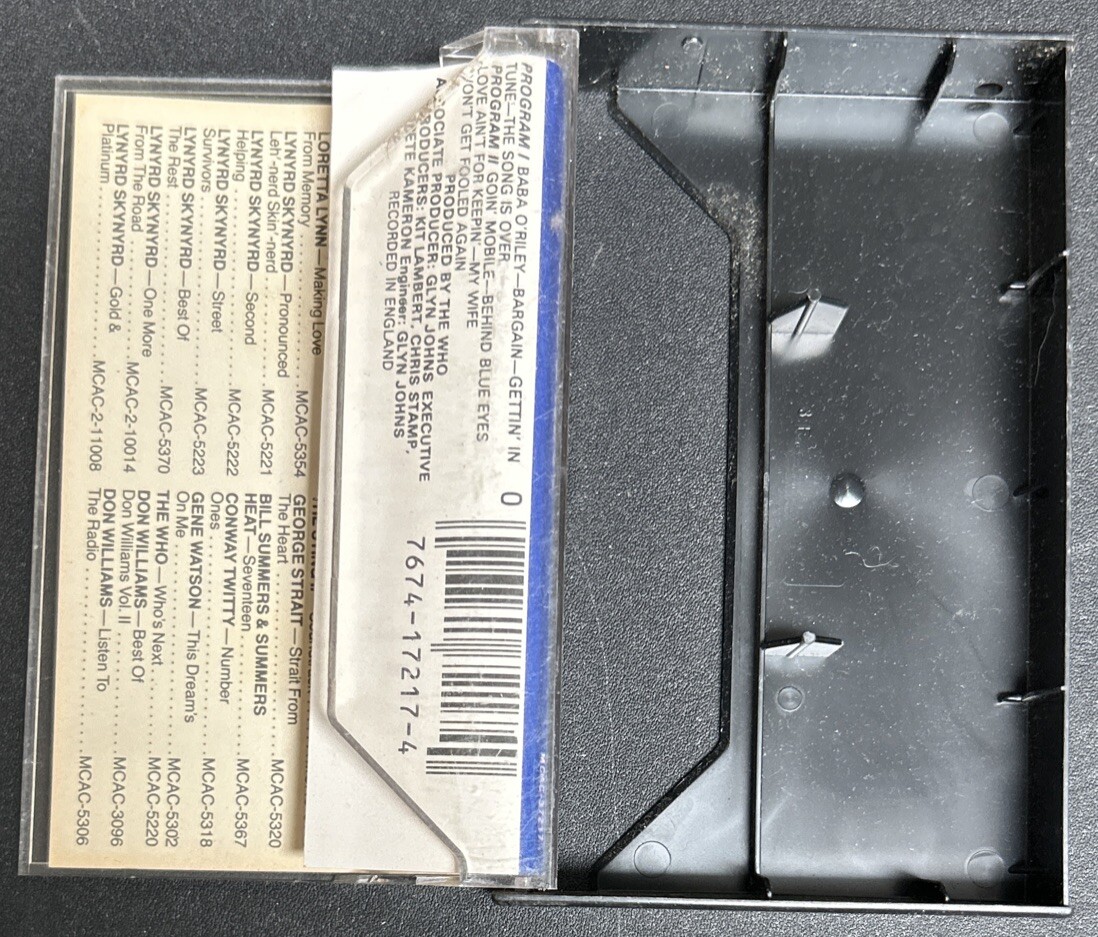 PROGRAM I BABA O'RILEY—BARGAIN—GETTIN' IN
TUNE—THE SONG IS OVER
PROGRAM II GOIN' MOBILE—BEHIND BLUE EYES
LOVE AIN'T FOR KEEPIN'—MY WIFE
WON'T GET FOOLED AGAIN
PRODUCED BY THE WHO
ASSOCIATE PRODUCER: GLYN JOHNS EXECUTIVE
PRODUCERS: KIT LAMBERT, CHRIS STAMP,
PETE KAMERON Engineer: GLYN JOHNS
RECORDED IN ENGLAND
0
7674-17217-4
LORETTA LYNN—Making Love
From Memory . . . . . . . . . . . . . . . MCAC-5354
LYNYRD SKYNYRD—Pronounced
Leh'-nerd Skin'-nerd . . . . . . . . . MCAC-5221
LYNYRD SKYNYRD—Second
Helping . . . . . . . . . . . . . . . . . . MCAC-5222
LYNYRD SKYNYRD—Street
Survivors . . . . . . . . . . . . . . . . . MCAC-5223
LYNYRD SKYNYRD—Best Of
The Rest . . . . . . . . . . . . . . . . . MCAC-5370
LYNYRD SKYNYRD—One More
From The Road . . . . . . . . . . . MCAC-2-10014
LYNYRD SKYNYRD—Gold &
Platinum . . . . . . . . . . . . . . . . MCAC-2-11008
GEORGE STRAIT—Strait From
The Heart . . . . . . . . . . . . . . . . MCAC-5320
BILL SUMMERS & SUMMERS
HEAT—Seventeen . . . . . . . . . . MCAC-5367
CONWAY TWITTY—Number
Ones . . . . . . . . . . . . . . . . . . . . MCAC-5318
GENE WATSON—This Dream's
On Me . . . . . . . . . . . . . . . . . . . MCAC-5302
THE WHO—Who's Next . . . . . . . MCAC-5220
DON WILLIAMS—Best Of
Don Williams Vol. II . . . . . . . . . MCAC-3096
DON WILLIAMS—Listen To
The Radio . . . . . . . . . . . . . . . . MCAC-5306